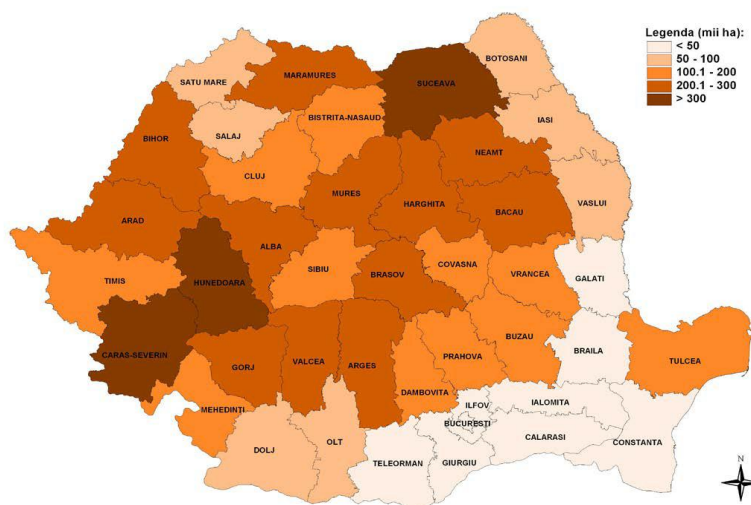 Legenda (mii ha):
< 50
50 - 100
100.1 - 200
200.1 - 300
> 300
BOTOSANI
SATU MARE
MARAMURES
SUCEAVA
BISTRITA-NASAUD
IASI
SALAJ
BIHOR
NEAMT
CLUJ
MURES
HARGHITA
VASLUI
BACAU
ARAD
ALBA
COVASNA
SIBIU
BRASOV
VRANCEA
GALATI
TIMIS
HUNEDOARA
BUZAU
BRAILA
CARAS-SEVERIN
PRAHOVA
TULCEA
GORJ
VALCEA
ARGES
DAMBOVITA
ILFOV
IALOMITA
MEHEDINTI
BUCURESTI
CALARASI
CONSTANTA
OLT
DOLJ
TELEORMAN
GIURGIU
N